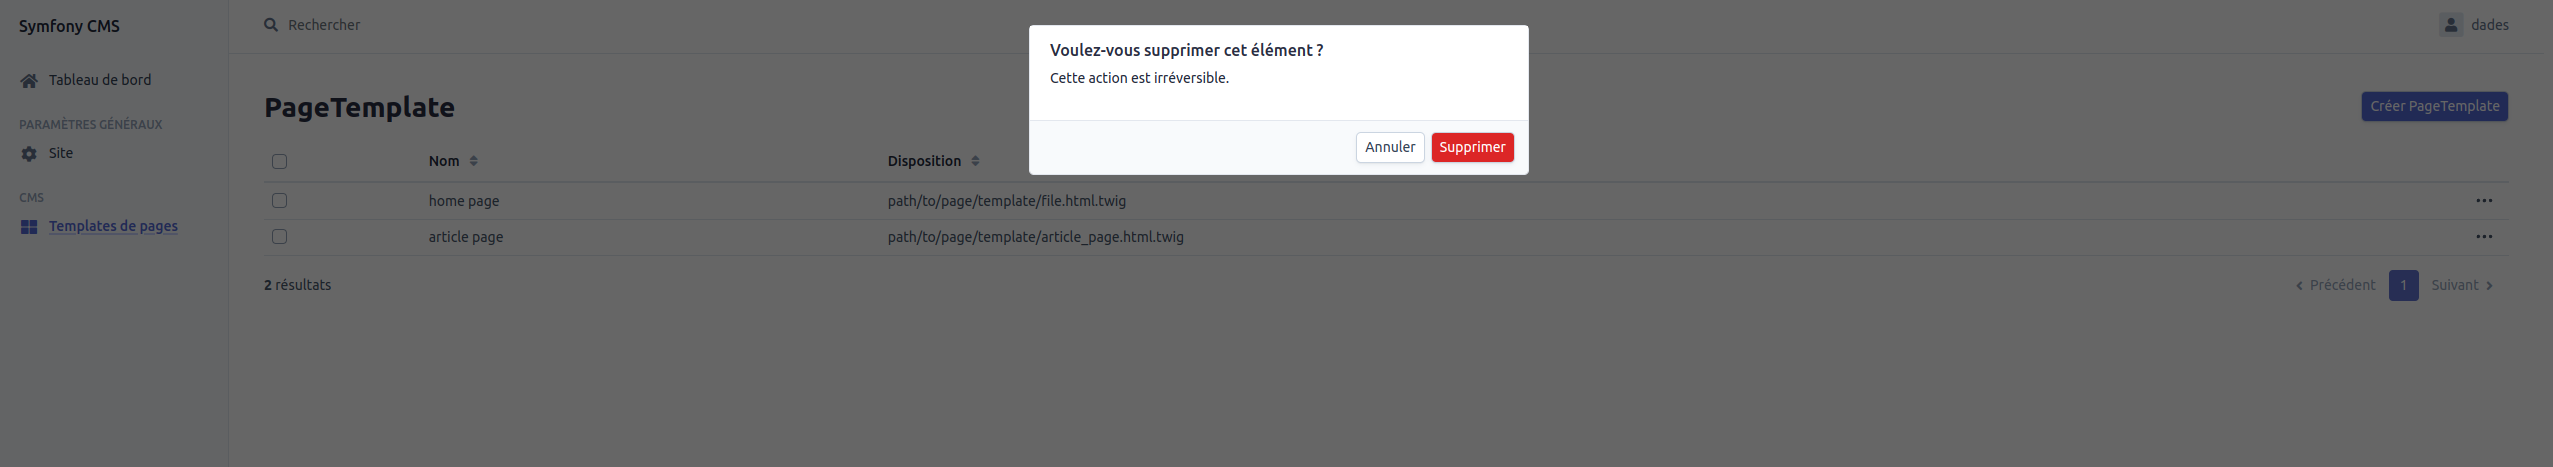 Symfony CMS
Rechercher
dades
Tableau de bord
PARAMÈTRES GÉNÉRAUX
Site
CMS
Templates de pages
Voulez-vous supprimer cet élément ?
Cette action est irréversible.
Annuler
Supprimer
PageTemplate
Créer PageTemplate
Nom
Disposition
home page
path/to/page/template/file.html.twig
article page
path/to/page/template/article_page.html.twig
2 résultats
Précédent
1
Suivant